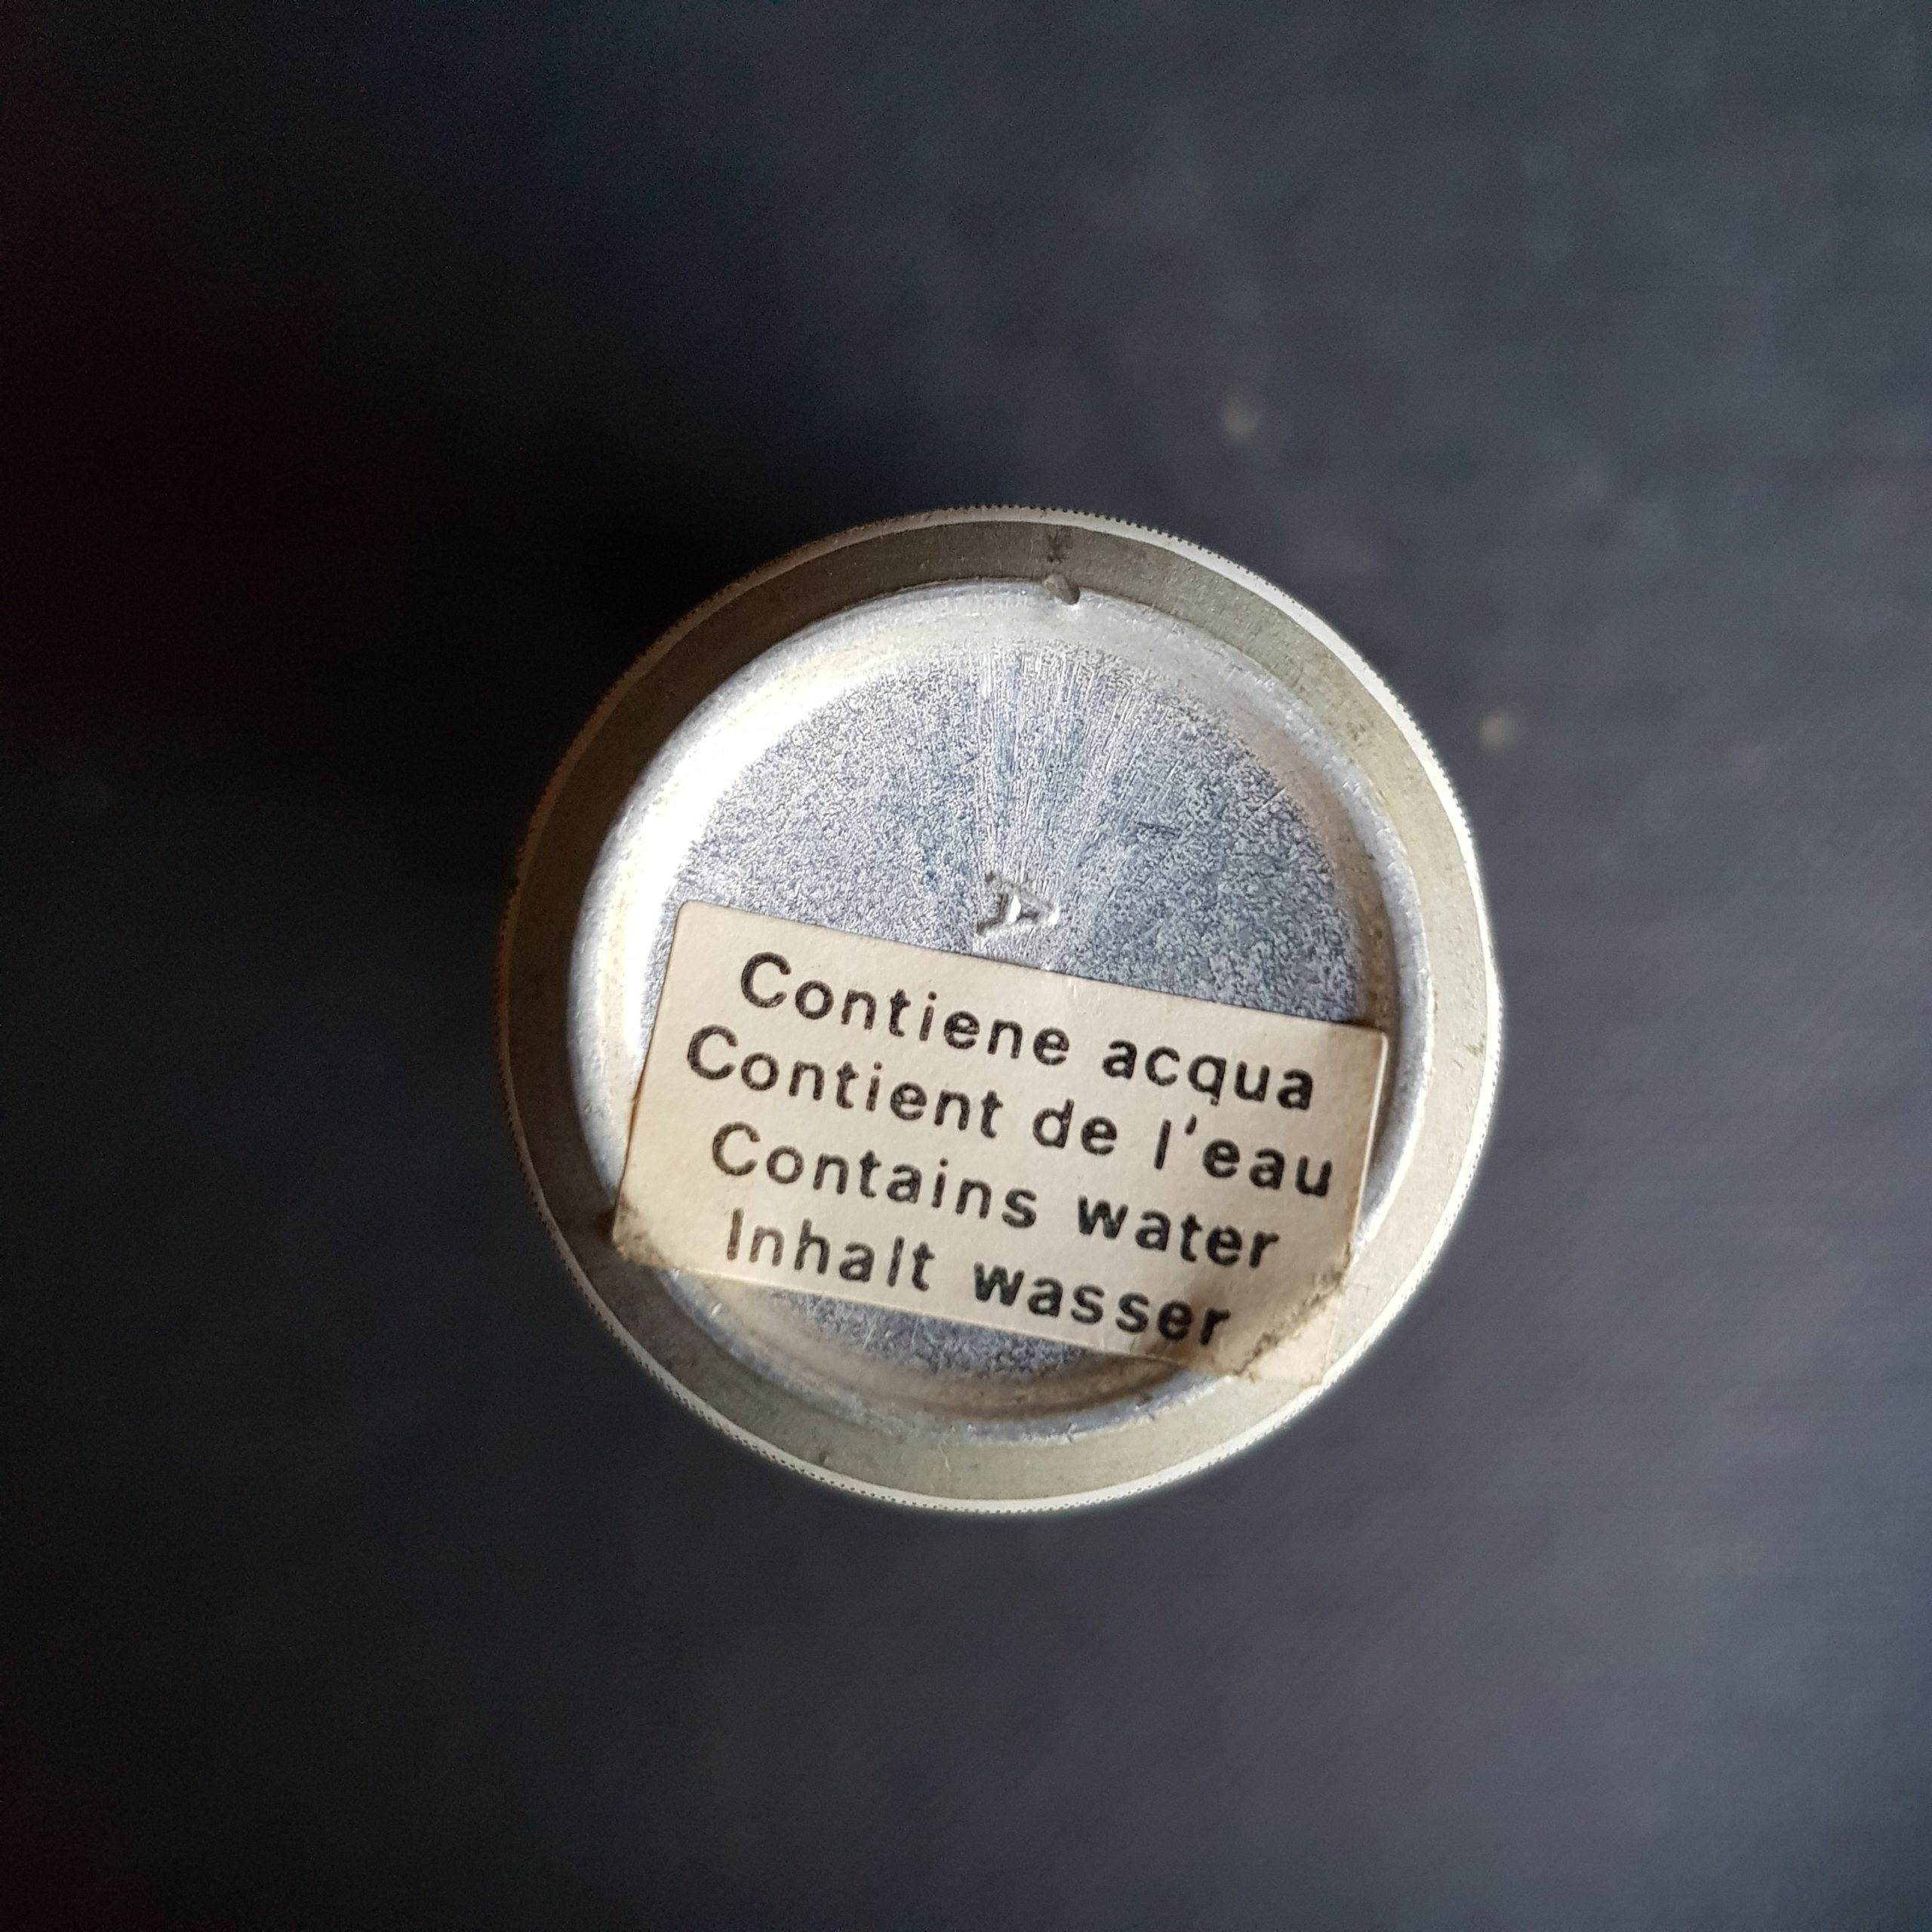 A
Contiene acqua
Contient de l'eau
Contains water
Inhalt wasser